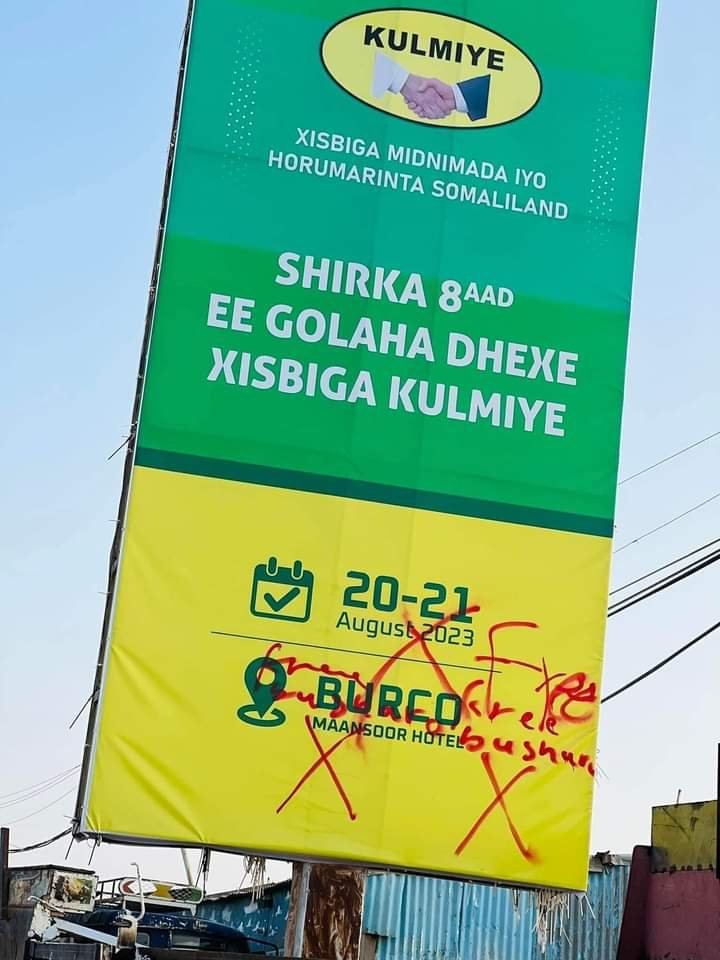 KULMIYE
XISBIGA MIDNIMADA IYO
HORUMARINTA SOMALILAND
SHIRKA 8AAD
EE GOLAHA DHEXE
XISBIGA KULMIYE
20-21
August 2023
BURCO
MAANSOOR HOTEL
Free
free